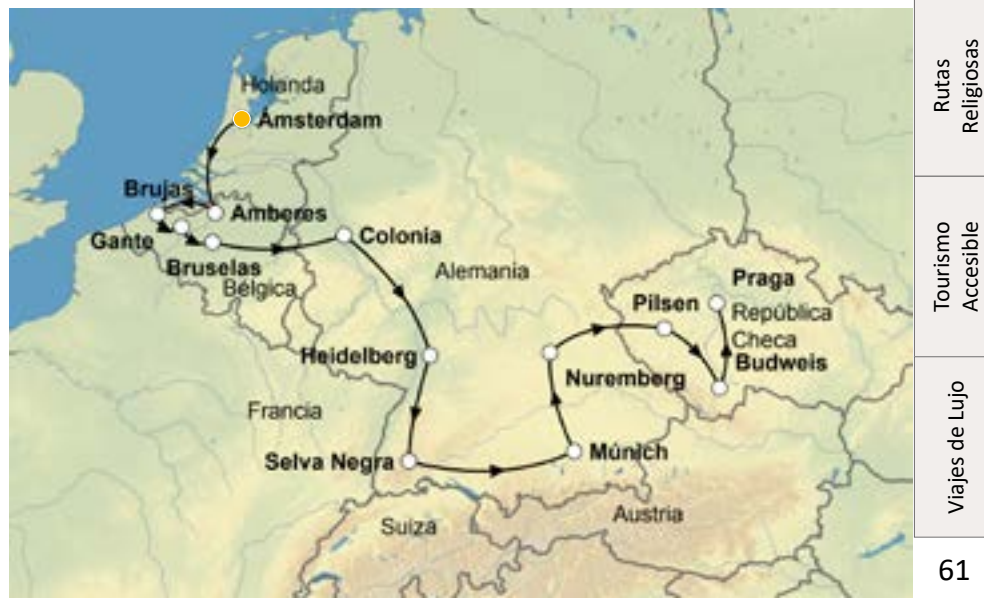 Holanda
Ámsterdam
Brujas
Amberes
Gante
Colonia
Bruselas
Bélgica
Alemania
Praga
Pilsen
República
Checa
Budweis
Heidelberg
Nuremberg
Francia
Selva Negra
Múnich
Suiza
Austria
Rutas
Religiosas
Tourismo
Accesible
Viajes de Lujo
61